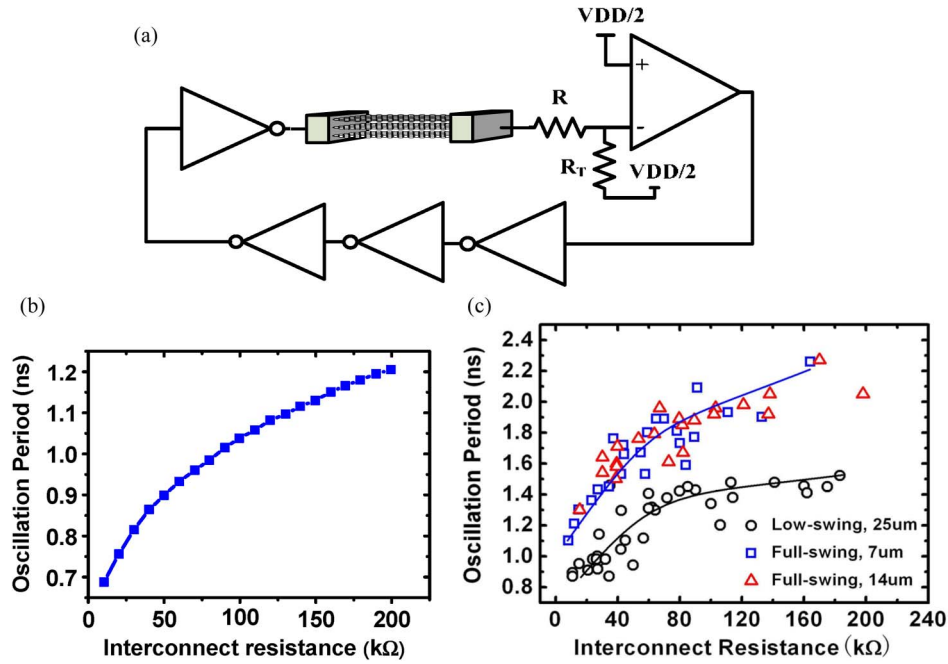 (a)
VDD/2
+
R
-
R_T
VDD/2
(b)
Oscillation Period (ns)
1.2
1.1
1.0
0.9
0.8
0.7
0 50 100 150 200
Interconnect resistance (kΩ)
(c)
Oscillation Period (ns)
2.4
2.2
2.0
1.8
1.6
1.4
1.2
1.0
0.8
Low-swing, 25um
Full-swing, 7um
Full-swing, 14um
0 40 80 120 160 200 240
Interconnect Resistance (kΩ)